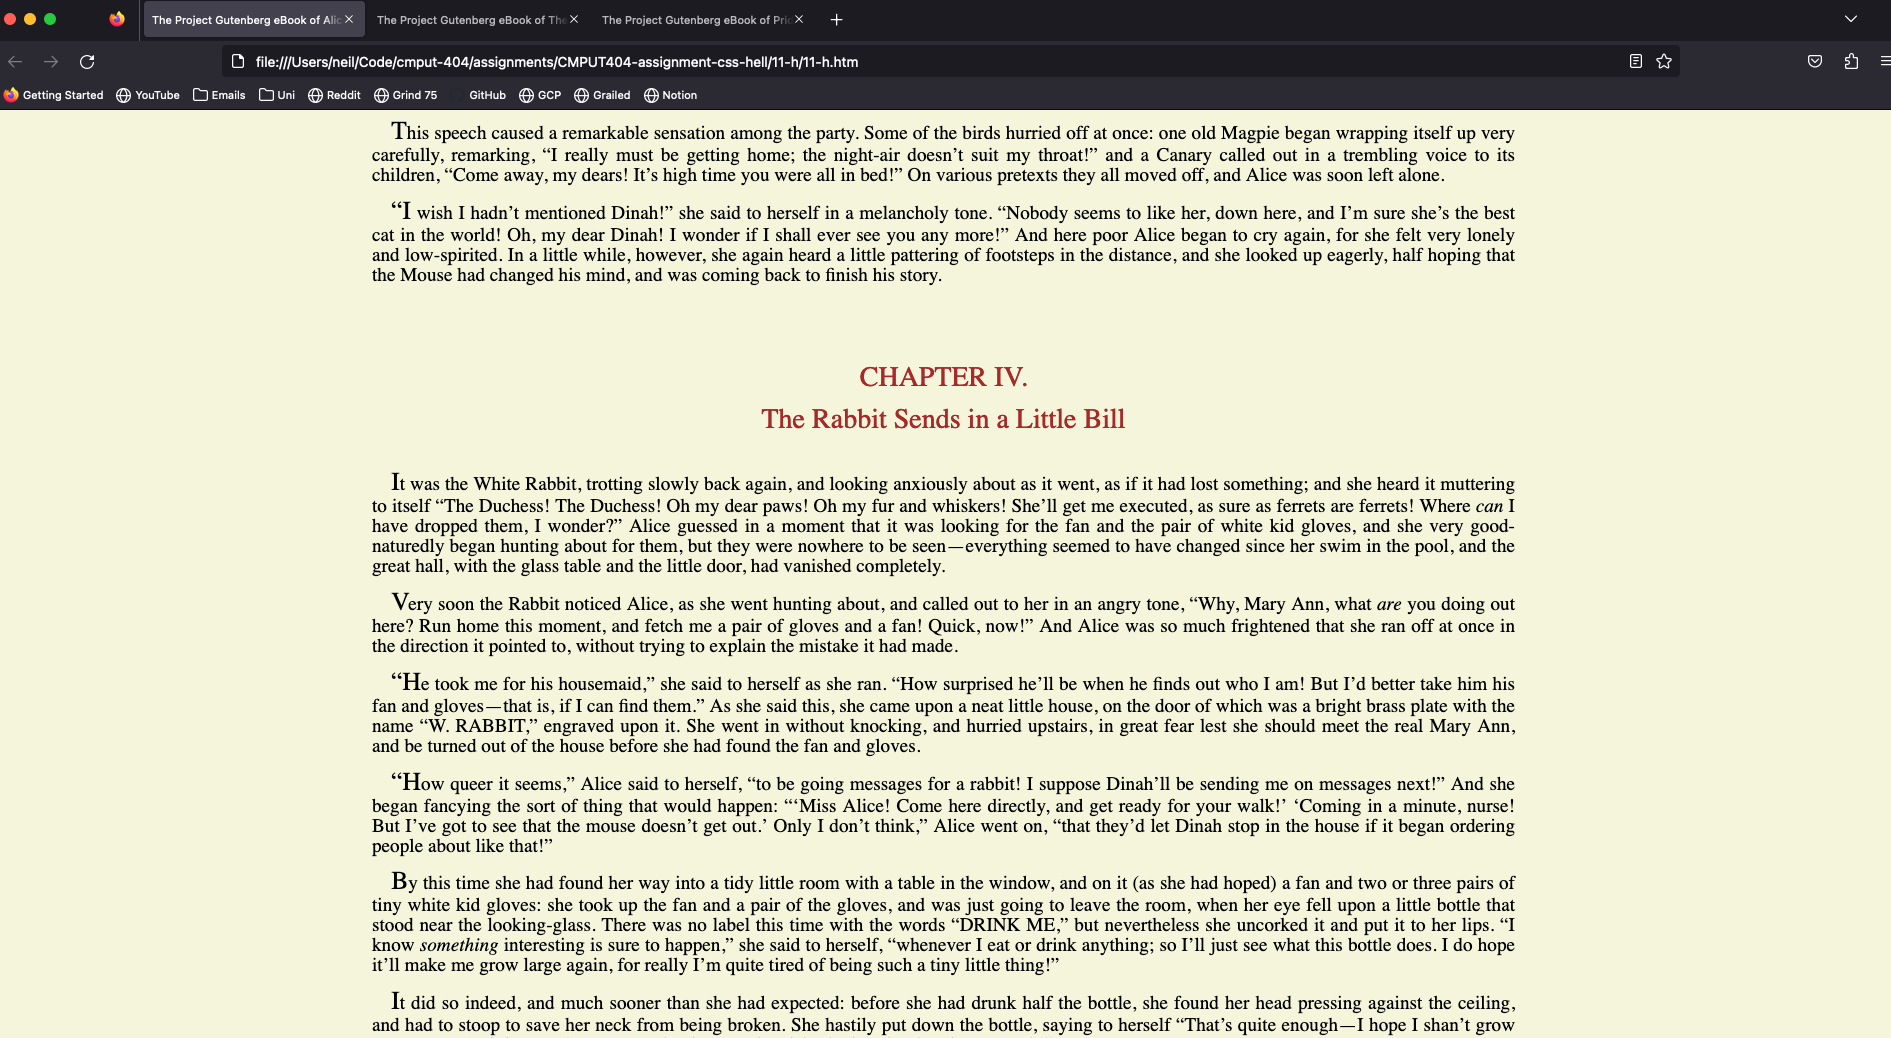 The Project Gutenberg eBook of Alic
The Project Gutenberg eBook of The
The Project Gutenberg eBook of Prid
file:///Users/neil/Code/cmput-404/assignments/CMPUT404-assignment-css-hell/11-h/11-h.htm
Getting Started YouTube Emails Uni Reddit Grind 75 GitHub GCP Grailed Notion
This speech caused a remarkable sensation among the party. Some of the birds hurried off at once: one old Magpie began wrapping itself up very
carefully, remarking, “I really must be getting home; the night-air doesn’t suit my throat!” and a Canary called out in a trembling voice to its
children, “Come away, my dears! It’s high time you were all in bed!” On various pretexts they all moved off, and Alice was soon left alone.
“I wish I hadn’t mentioned Dinah!” she said to herself in a melancholy tone. “Nobody seems to like her, down here, and I’m sure she’s the best
cat in the world! Oh, my dear Dinah! I wonder if I shall ever see you any more!” And here poor Alice began to cry again, for she felt very lonely
and low-spirited. In a little while, however, she again heard a little pattering of footsteps in the distance, and she looked up eagerly, half hoping that
the Mouse had changed his mind, and was coming back to finish his story.
CHAPTER IV.
The Rabbit Sends in a Little Bill
It was the White Rabbit, trotting slowly back again, and looking anxiously about as it went, as if it had lost something; and she heard it muttering
to itself “The Duchess! The Duchess! Oh my dear paws! Oh my fur and whiskers! She’ll get me executed, as sure as ferrets are ferrets! Where can I
have dropped them, I wonder?” Alice guessed in a moment that it was looking for the fan and the pair of white kid gloves, and she very good-
naturedly began hunting about for them, but they were nowhere to be seen—everything seemed to have changed since her swim in the pool, and the
great hall, with the glass table and the little door, had vanished completely.
Very soon the Rabbit noticed Alice, as she went hunting about, and called out to her in an angry tone, “Why, Mary Ann, what are you doing out
here? Run home this moment, and fetch me a pair of gloves and a fan! Quick, now!” And Alice was so much frightened that she ran off at once in
the direction it pointed to, without trying to explain the mistake it had made.
“He took me for his housemaid,” she said to herself as she ran. “How surprised he’ll be when he finds out who I am! But I’d better take him his
fan and gloves—that is, if I can find them.” As she said this, she came upon a neat little house, on the door of which was a bright brass plate with the
name “W. RABBIT,” engraved upon it. She went in without knocking, and hurried upstairs, in great fear lest she should meet the real Mary Ann,
and be turned out of the house before she had found the fan and gloves.
“How queer it seems,” Alice said to herself, “to be going messages for a rabbit! I suppose Dinah’ll be sending me on messages next!” And she
began fancying the sort of thing that would happen: “‘Miss Alice! Come here directly, and get ready for your walk!’ ‘Coming in a minute, nurse!
But I’ve got to see that the mouse doesn’t get out.’ Only I don’t think,” Alice went on, “that they’d let Dinah stop in the house if it began ordering
people about like that!”
By this time she had found her way into a tidy little room with a table in the window, and on it (as she had hoped) a fan and two or three pairs of
tiny white kid gloves: she took up the fan and a pair of the gloves, and was just going to leave the room, when her eye fell upon a little bottle that
stood near the looking-glass. There was no label this time with the words “DRINK ME,” but nevertheless she uncorked it and put it to her lips. “I
know something interesting is sure to happen,” she said to herself, “whenever I eat or drink anything; so I’ll just see what this bottle does. I do hope
it’ll make me grow large again, for really I’m quite tired of being such a tiny little thing!”
It did so indeed, and much sooner than she had expected: before she had drunk half the bottle, she found her head pressing against the ceiling,
and had to stoop to save her neck from being broken. She hastily put down the bottle, saying to herself “That’s quite enough—I hope I shan’t grow